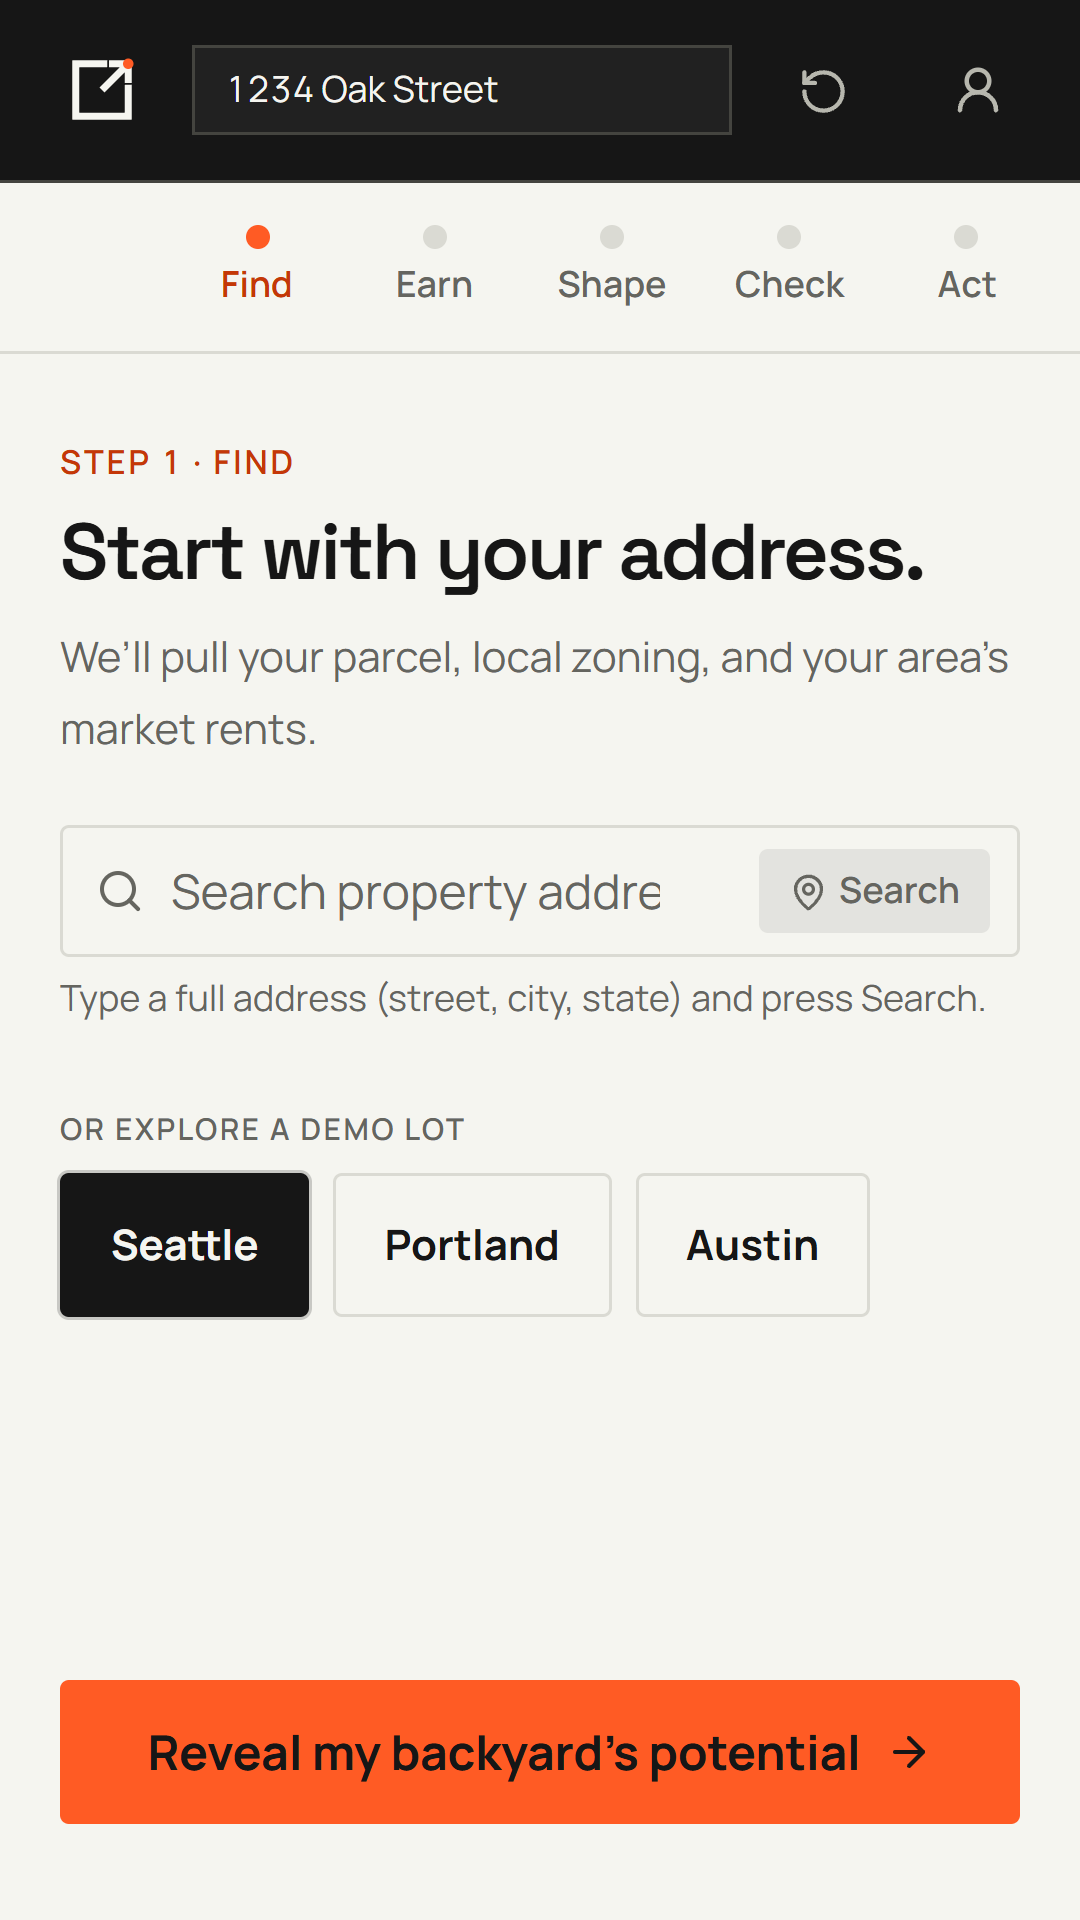 1234 Oak Street
Find
Earn
Shape
Check
Act
STEP 1 · FIND
Start with your address.
We’ll pull your parcel, local zoning, and your area’s
market rents.
Search property addre
Search
Type a full address (street, city, state) and press Search.
OR EXPLORE A DEMO LOT
Seattle
Portland
Austin
Reveal my backyard’s potential →